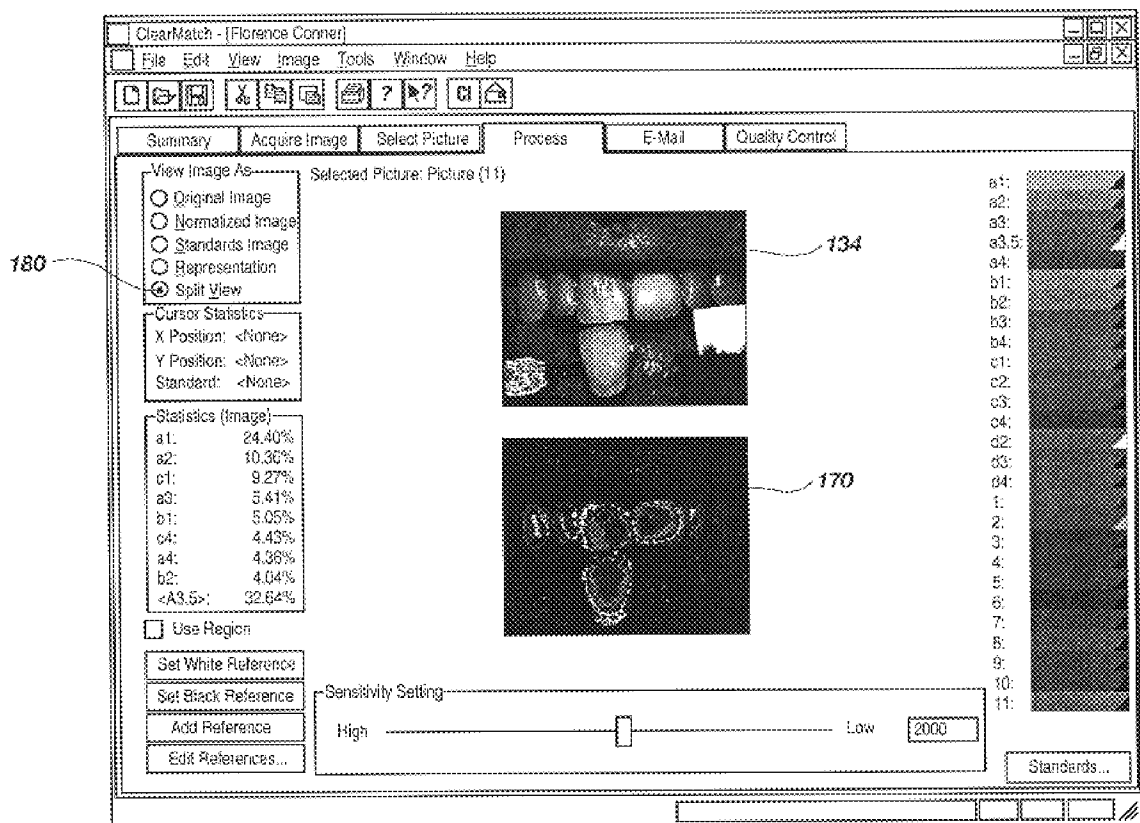 ClearMatch - [Florence Conner]
File Edit View Image Tools Window Help
? ? CI
Summary Acquire Image Select Picture Process E-Mail Quality Control
View Image As
Original Image
Normalized Image
Standards Image
Representation
Split View
180
Cursor Statistics
X Position: <None>
Y Position: <None>
Standard: <None>
Statistics (Image)
a1: 24.40%
a2: 10.36%
c1: 9.27%
a3: 5.41%
b1: 5.05%
c4: 4.43%
a4: 4.36%
b2: 4.04%
<A3.5>: 32.64%
Use Region
Set White Reference
Set Black Reference
Add Reference
Edit References...
Selected Picture: Picture {11}
134
170
Sensitivity Setting
High Low 2000
a1:
a2:
a3:
a3.5:
a4:
b1:
b2:
b3:
b4:
c1:
c2:
c3:
c4:
d2:
d3:
d4:
1:
2:
3:
4:
5:
6:
7:
8:
9:
10:
11:
Standards...